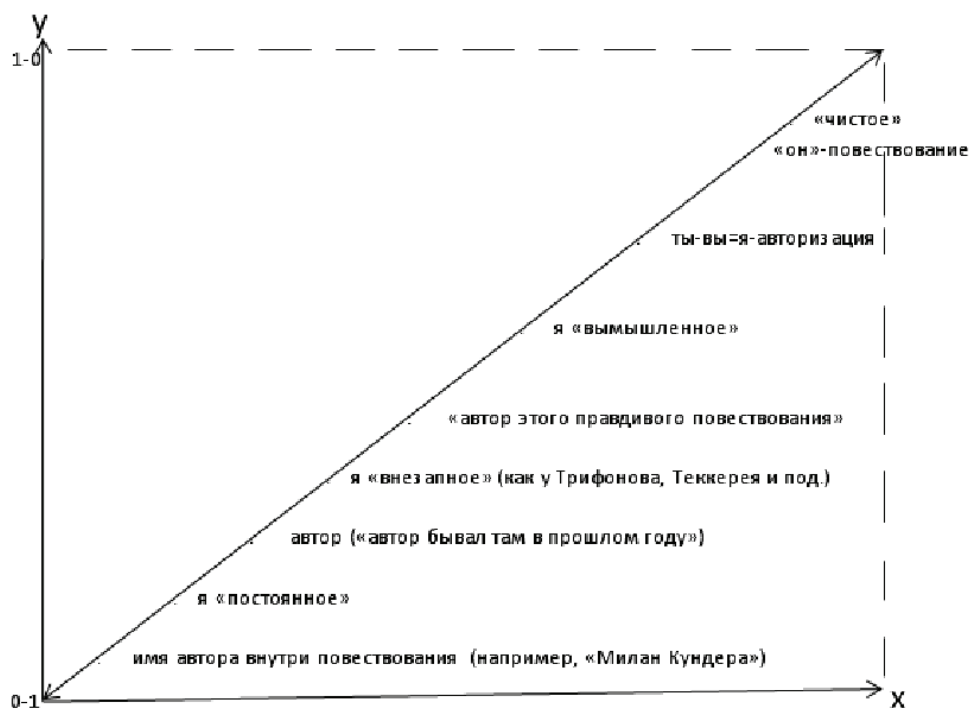 y
1-0
«чистое»
«он»-повествование
ты-вы=я-авторизация
я «вымышленное»
«автор этого правдивого повествования»
я «внезапное» (как у Трифонова, Теккерея и под.)
автор («автор бывал там в прошлом году»)
я «постоянное»
имя автора внутри повествования (например, «Милан Кундера»)
0-1
x